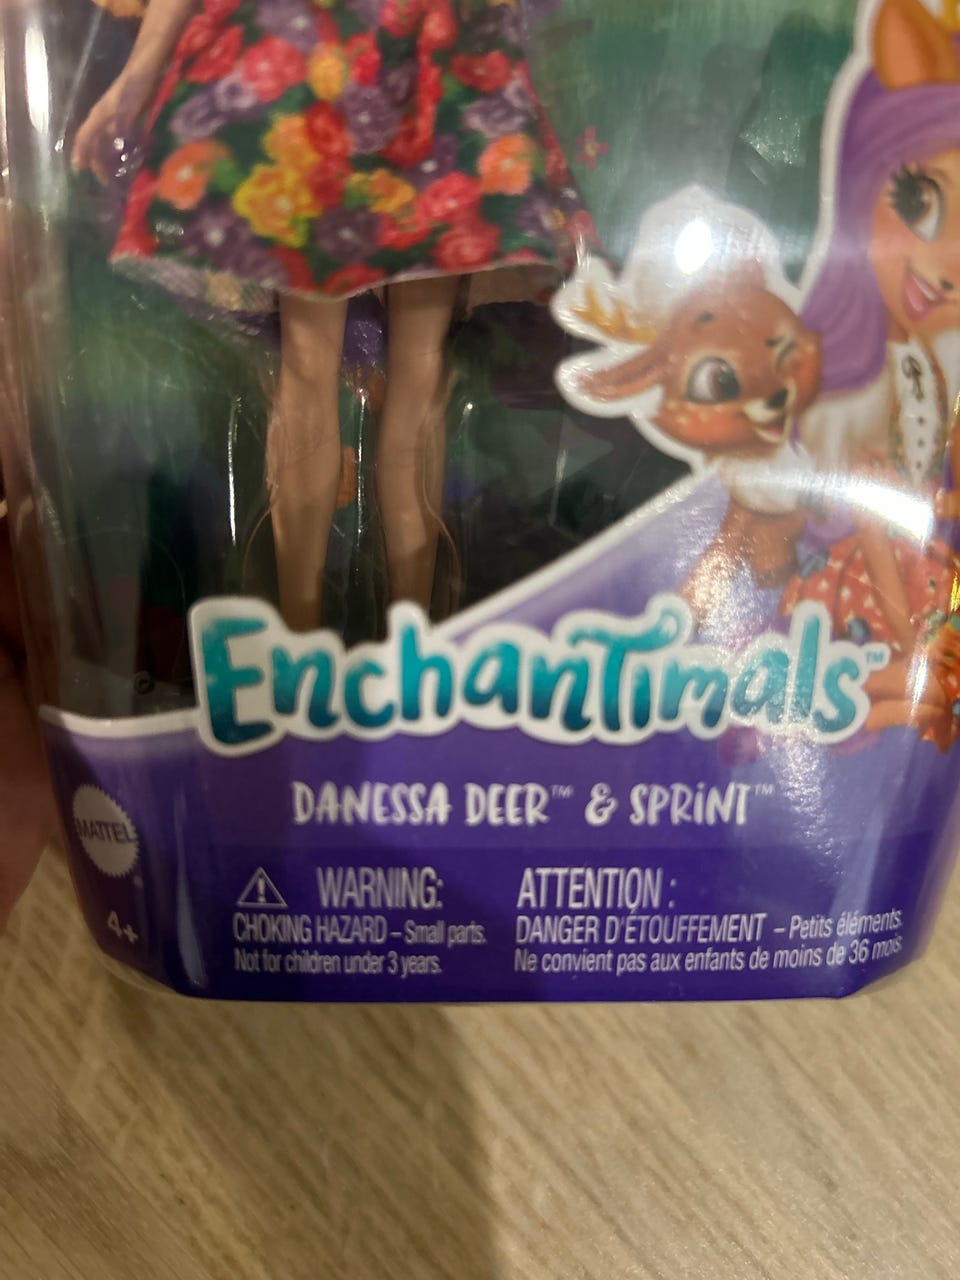 Enchantimals™
DANESSA DEER™ & SPRiNT™
MATTEL
4+
⚠ WARNING:
CHOKING HAZARD – Small parts.
Not for children under 3 years.
ATTENTION :
DANGER D'ÉTOUFFEMENT – Petits éléments.
Ne convient pas aux enfants de moins de 36 mois